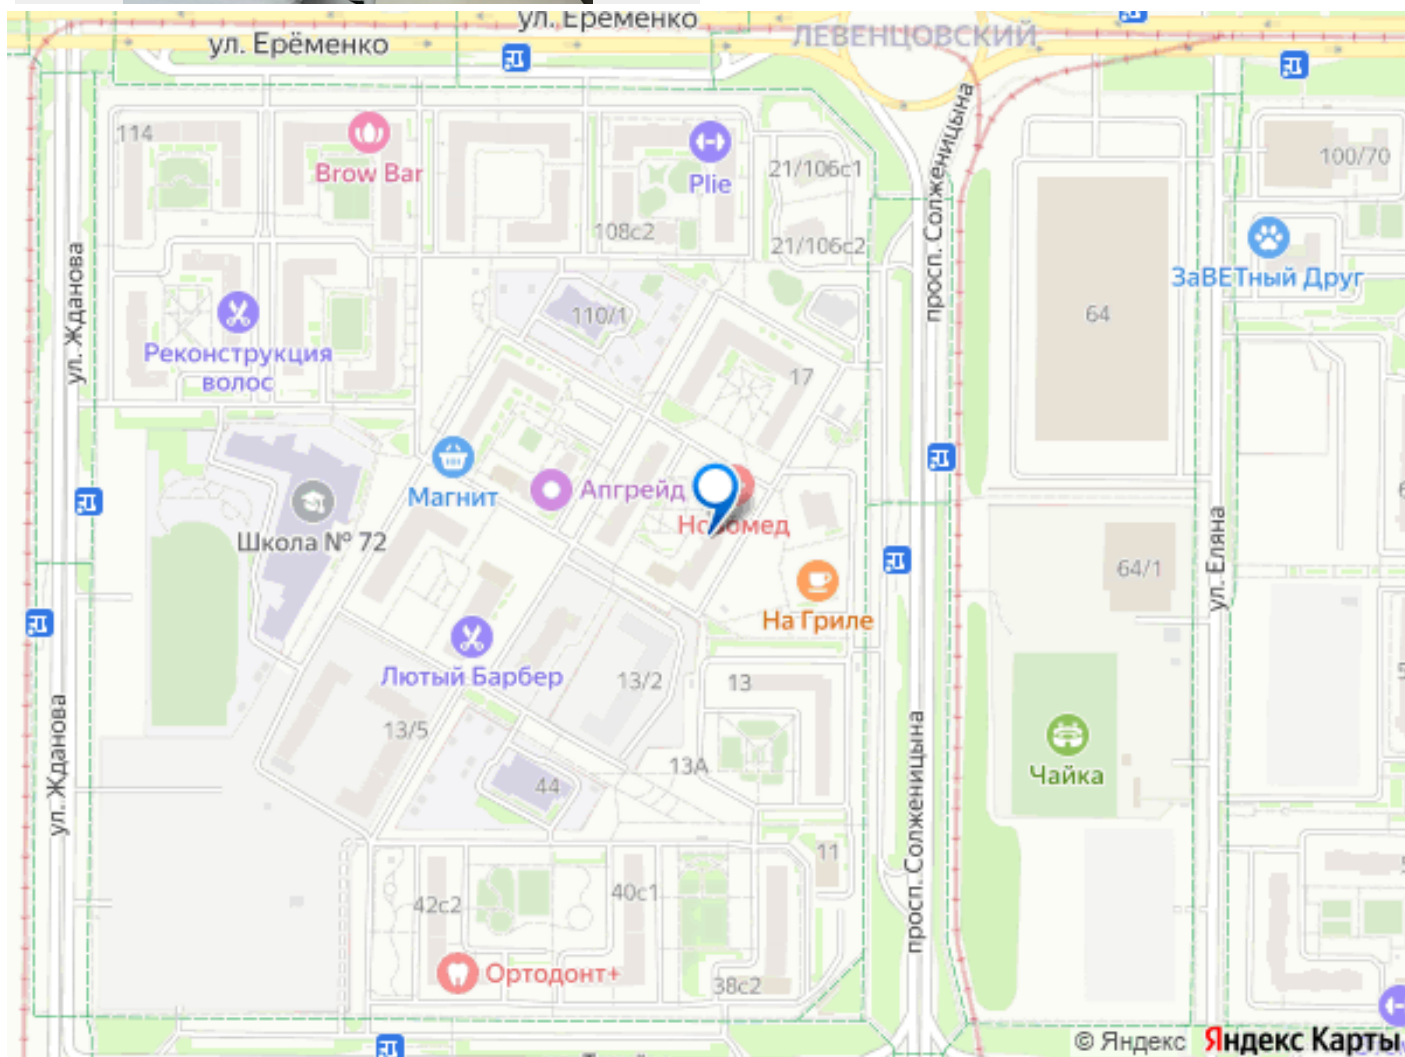 ул. Ерёменко
ул. Ерёменко
ЛЕВЕНЦОВСКИЙ
114
Brow Bar
Plie
21/106с1
108с2
21/106с2
просп. Солженицына
100/70
ЗаВЕТный Друг
ул. Жданова
Реконструкция
волос
110/1
17
64
Магнит
Апгрейд
Новомед
Школа № 72
64/1
ул. Еляна
На Гриле
Лютый Барбер
13/2
13
13/5
13А
44
Чайка
ул. Жданова
просп. Солженицына
11
42с2
40с1
Ортодонт+
38с2
© Яндекс Яндекс Карты